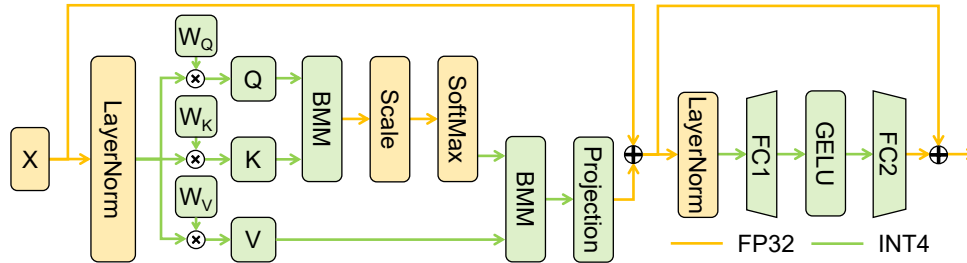 X
LayerNorm
W_Q
W_K
W_V
Q
K
V
BMM
Scale
SoftMax
BMM
Projection
LayerNorm
FC1
GELU
FC2
FP32
INT4